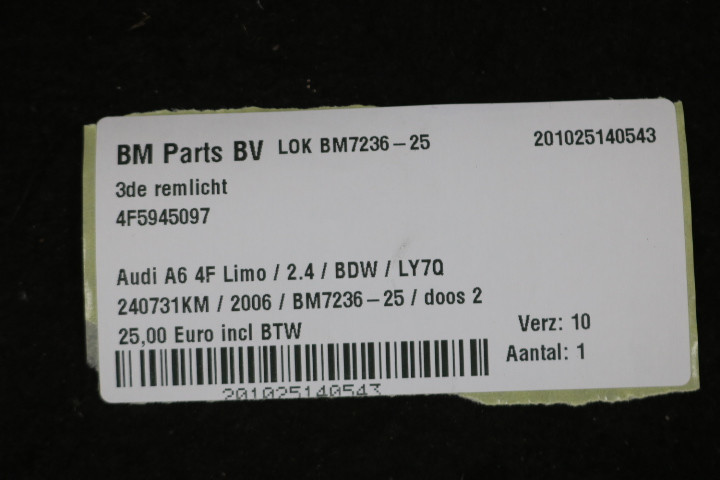 BM Parts BV LOK BM7236-25 201025140543
3de remlicht
4F5945097
Audi A6 4F Limo / 2.4 / BDW / LY7Q
240731KM / 2006 / BM7236-25 / doos 2
25,00 Euro incl BTW
Verz: 10
Aantal: 1
201025140543